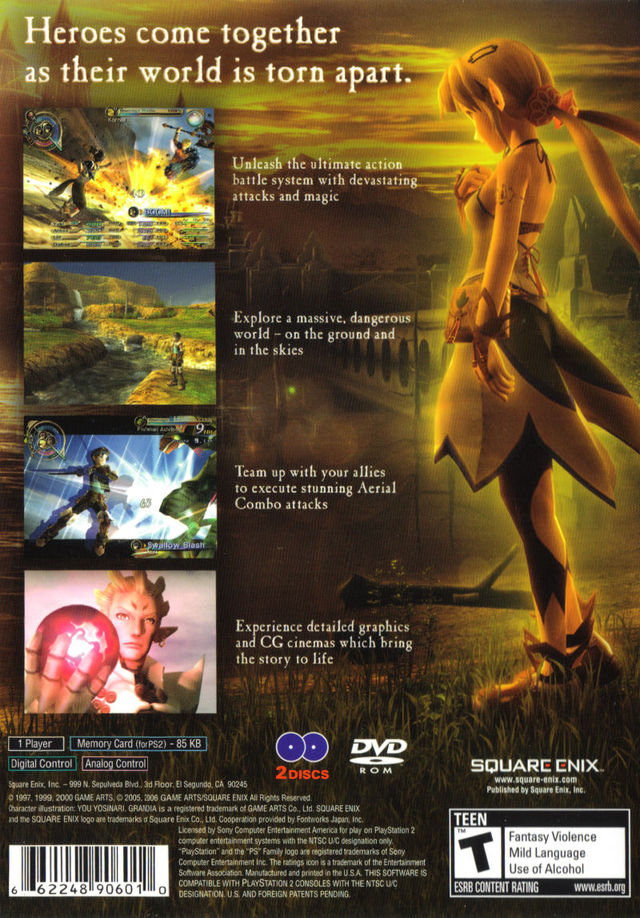 Heroes come together
as their world is torn apart.
Unleash the ultimate action
battle system with devastating
attacks and magic
BOOM!
Explore a massive, dangerous
world – on the ground and
in the skies
9
63
Swallow Slash
Team up with your allies
to execute stunning Aerial
Combo attacks
Experience detailed graphics
and CG cinemas which bring
the story to life
1 Player
Memory Card (for PS2) - 85 KB
Digital Control
Analog Control
2 DISCS
DVD
ROM
SQUARE ENIX™
www.square-enix.com
Published by Square Enix, Inc.
Square Enix, Inc. – 999 N. Sepulveda Blvd., 3d Floor, El Segundo, CA 90245
© 1997, 1999, 2000 GAME ARTS, © 2005, 2006 GAME ARTS/SQUARE ENIX All Rights Reserved.
Character illustration: YOU YOSINARI. GRANDIA is a registered trademark of GAME ARTS Co., Ltd. SQUARE ENIX
and the SQUARE ENIX logo are trademarks of Square Enix Co., Ltd. Cooperation provided by Fontworks Japan, Inc.
Licensed by Sony Computer Entertainment America for play on PlayStation 2
computer entertainment systems with the NTSC U/C designation only.
"PlayStation" and the "PS" Family logo are registered trademarks of Sony
Computer Entertainment Inc. The ratings icon is a trademark of the Entertainment
Software Association. Manufactured and printed in the U.S.A. THIS SOFTWARE IS
COMPATIBLE WITH PLAYSTATION 2 CONSOLES WITH THE NTSC U/C
DESIGNATION. U.S. AND FOREIGN PATENTS PENDING.
6 62248 90601 0
TEEN
T
™
Fantasy Violence
Mild Language
Use of Alcohol
ESRB CONTENT RATING
www.esrb.org